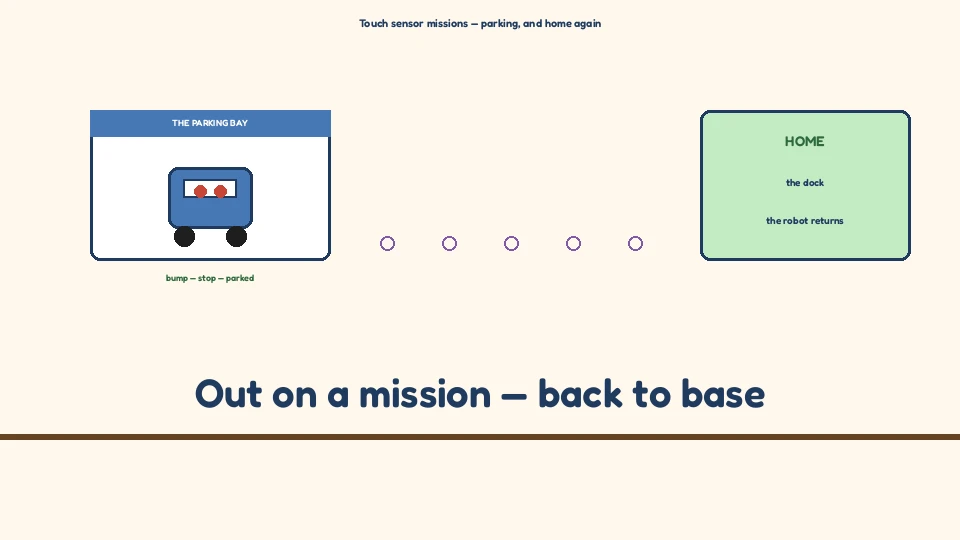 Touch sensor missions — parking, and home again
THE PARKING BAY
HOME
the dock
the robot returns
bump — stop — parked
Out on a mission — back to base